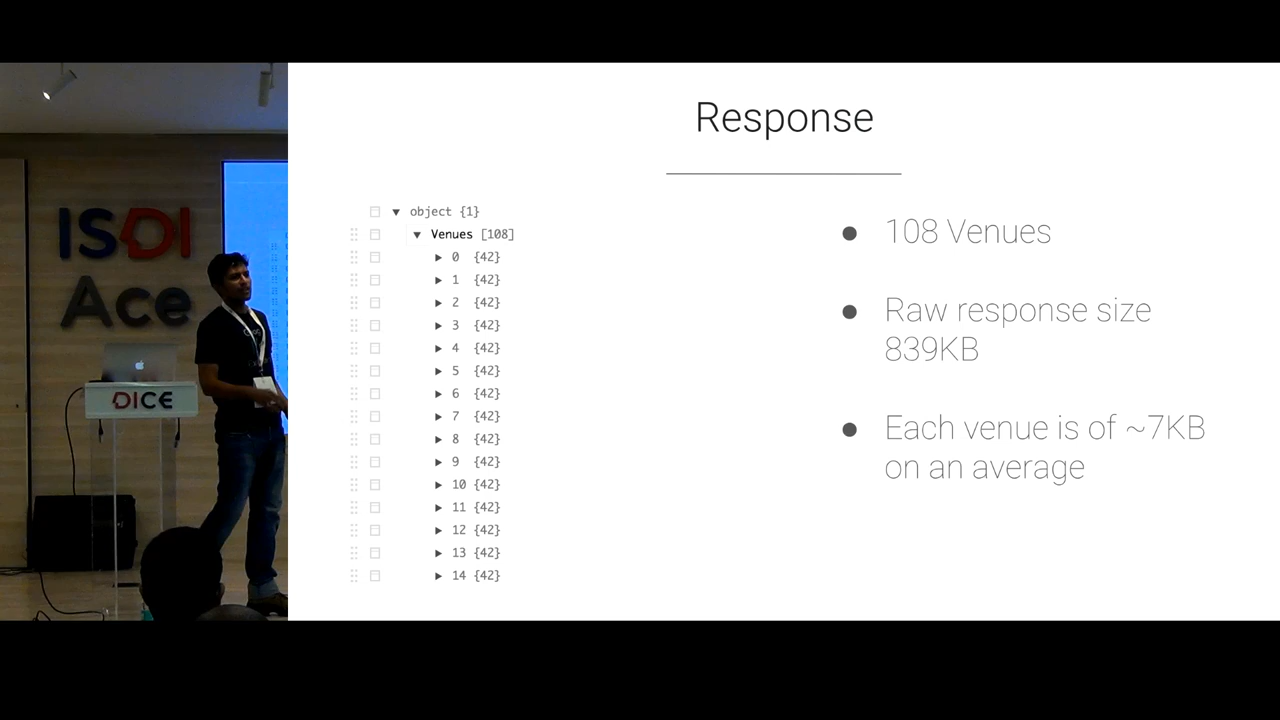 ISDI
Ace
DICE
Response
object {1}
Venues [108]
0 {42}
1 {42}
2 {42}
3 {42}
4 {42}
5 {42}
6 {42}
7 {42}
8 {42}
9 {42}
10 {42}
11 {42}
12 {42}
13 {42}
14 {42}
● 108 Venues
● Raw response size
839KB
● Each venue is of ~7KB
on an average